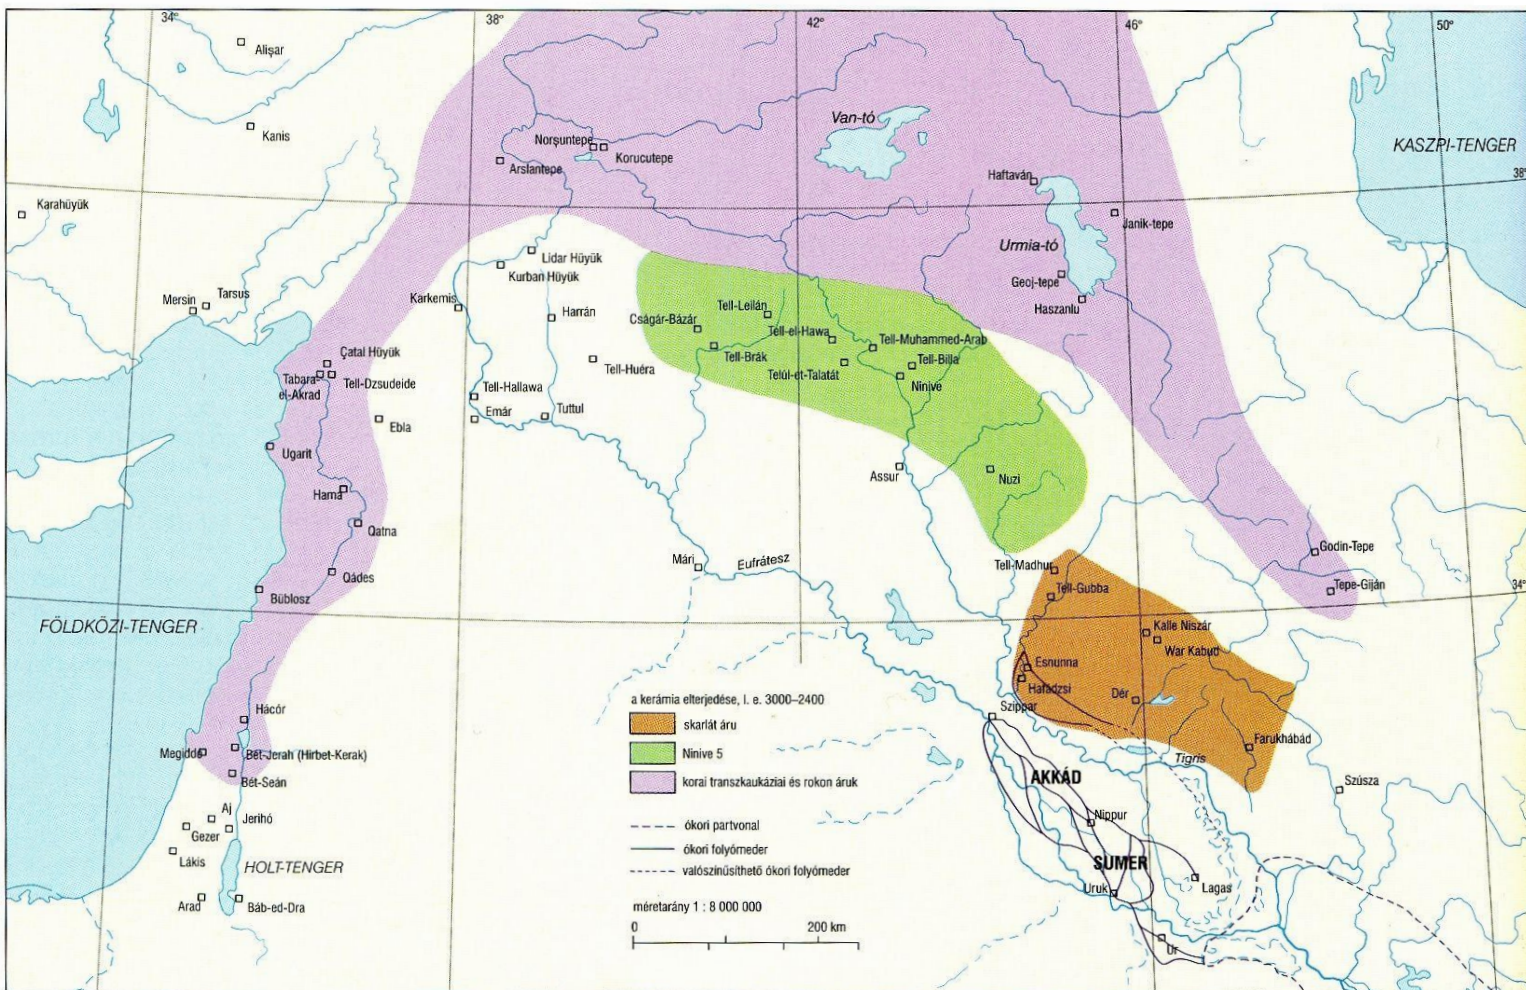 34°
38°
42°
46°
50°
Alişar
Kanis
Van-tó
KASZPI-TENGER
Norşuntepe
Korucutepe
Arslantepe
Haftaván
38°
Karahüyük
Janik-tepe
Urmia-tó
Lidar Hüyük
Kurban Hüyük
Geoj-tepe
Mersin
Tarsus
Karkemis
Harrán
Haszanlu
Tell-Leilán
Cságár-Bázár
Tell-el-Hawa
Tell-Muhammed-Arab
Tell-Brák
Tell-Billa
Telúl-et-Talatát
Ninive
Tell-Huéra
Çatal Hüyük
Tabara-
el-Akrad
Tell-Dzsudeide
Tell-Hallawa
Emár
Tuttul
Ebla
Ugarit
Assur
Nuzi
Hama
Qatna
Godin-Tepe
Mári
Eufrátesz
Tell-Madhur
Qádes
Tell-Gubba
Tepe-Giján
34°
Büblosz
FÖLDKÖZI-TENGER
Kalle Niszár
War Kabud
Esnunna
Hafádzsi
Dér
a kerámia elterjedése, I. e. 3000–2400
skarlát áru
Ninive 5
korai transzkaukáziai és rokon áruk
ókori partvonal
ókori folyómeder
valószínűsíthető ókori folyómeder
méretarány 1 : 8 000 000
0
200 km
Hácór
Szippar
Megiddó
Bét-Jerah (Hirbet-Kerak)
Farukhábád
Tigris
Bét-Seán
AKKÁD
Szúsza
Aj
Jerihó
Nippur
Gezer
Lákis
HOLT-TENGER
SUMER
Uruk
Lagas
Arad
Báb-ed-Dra
Ur